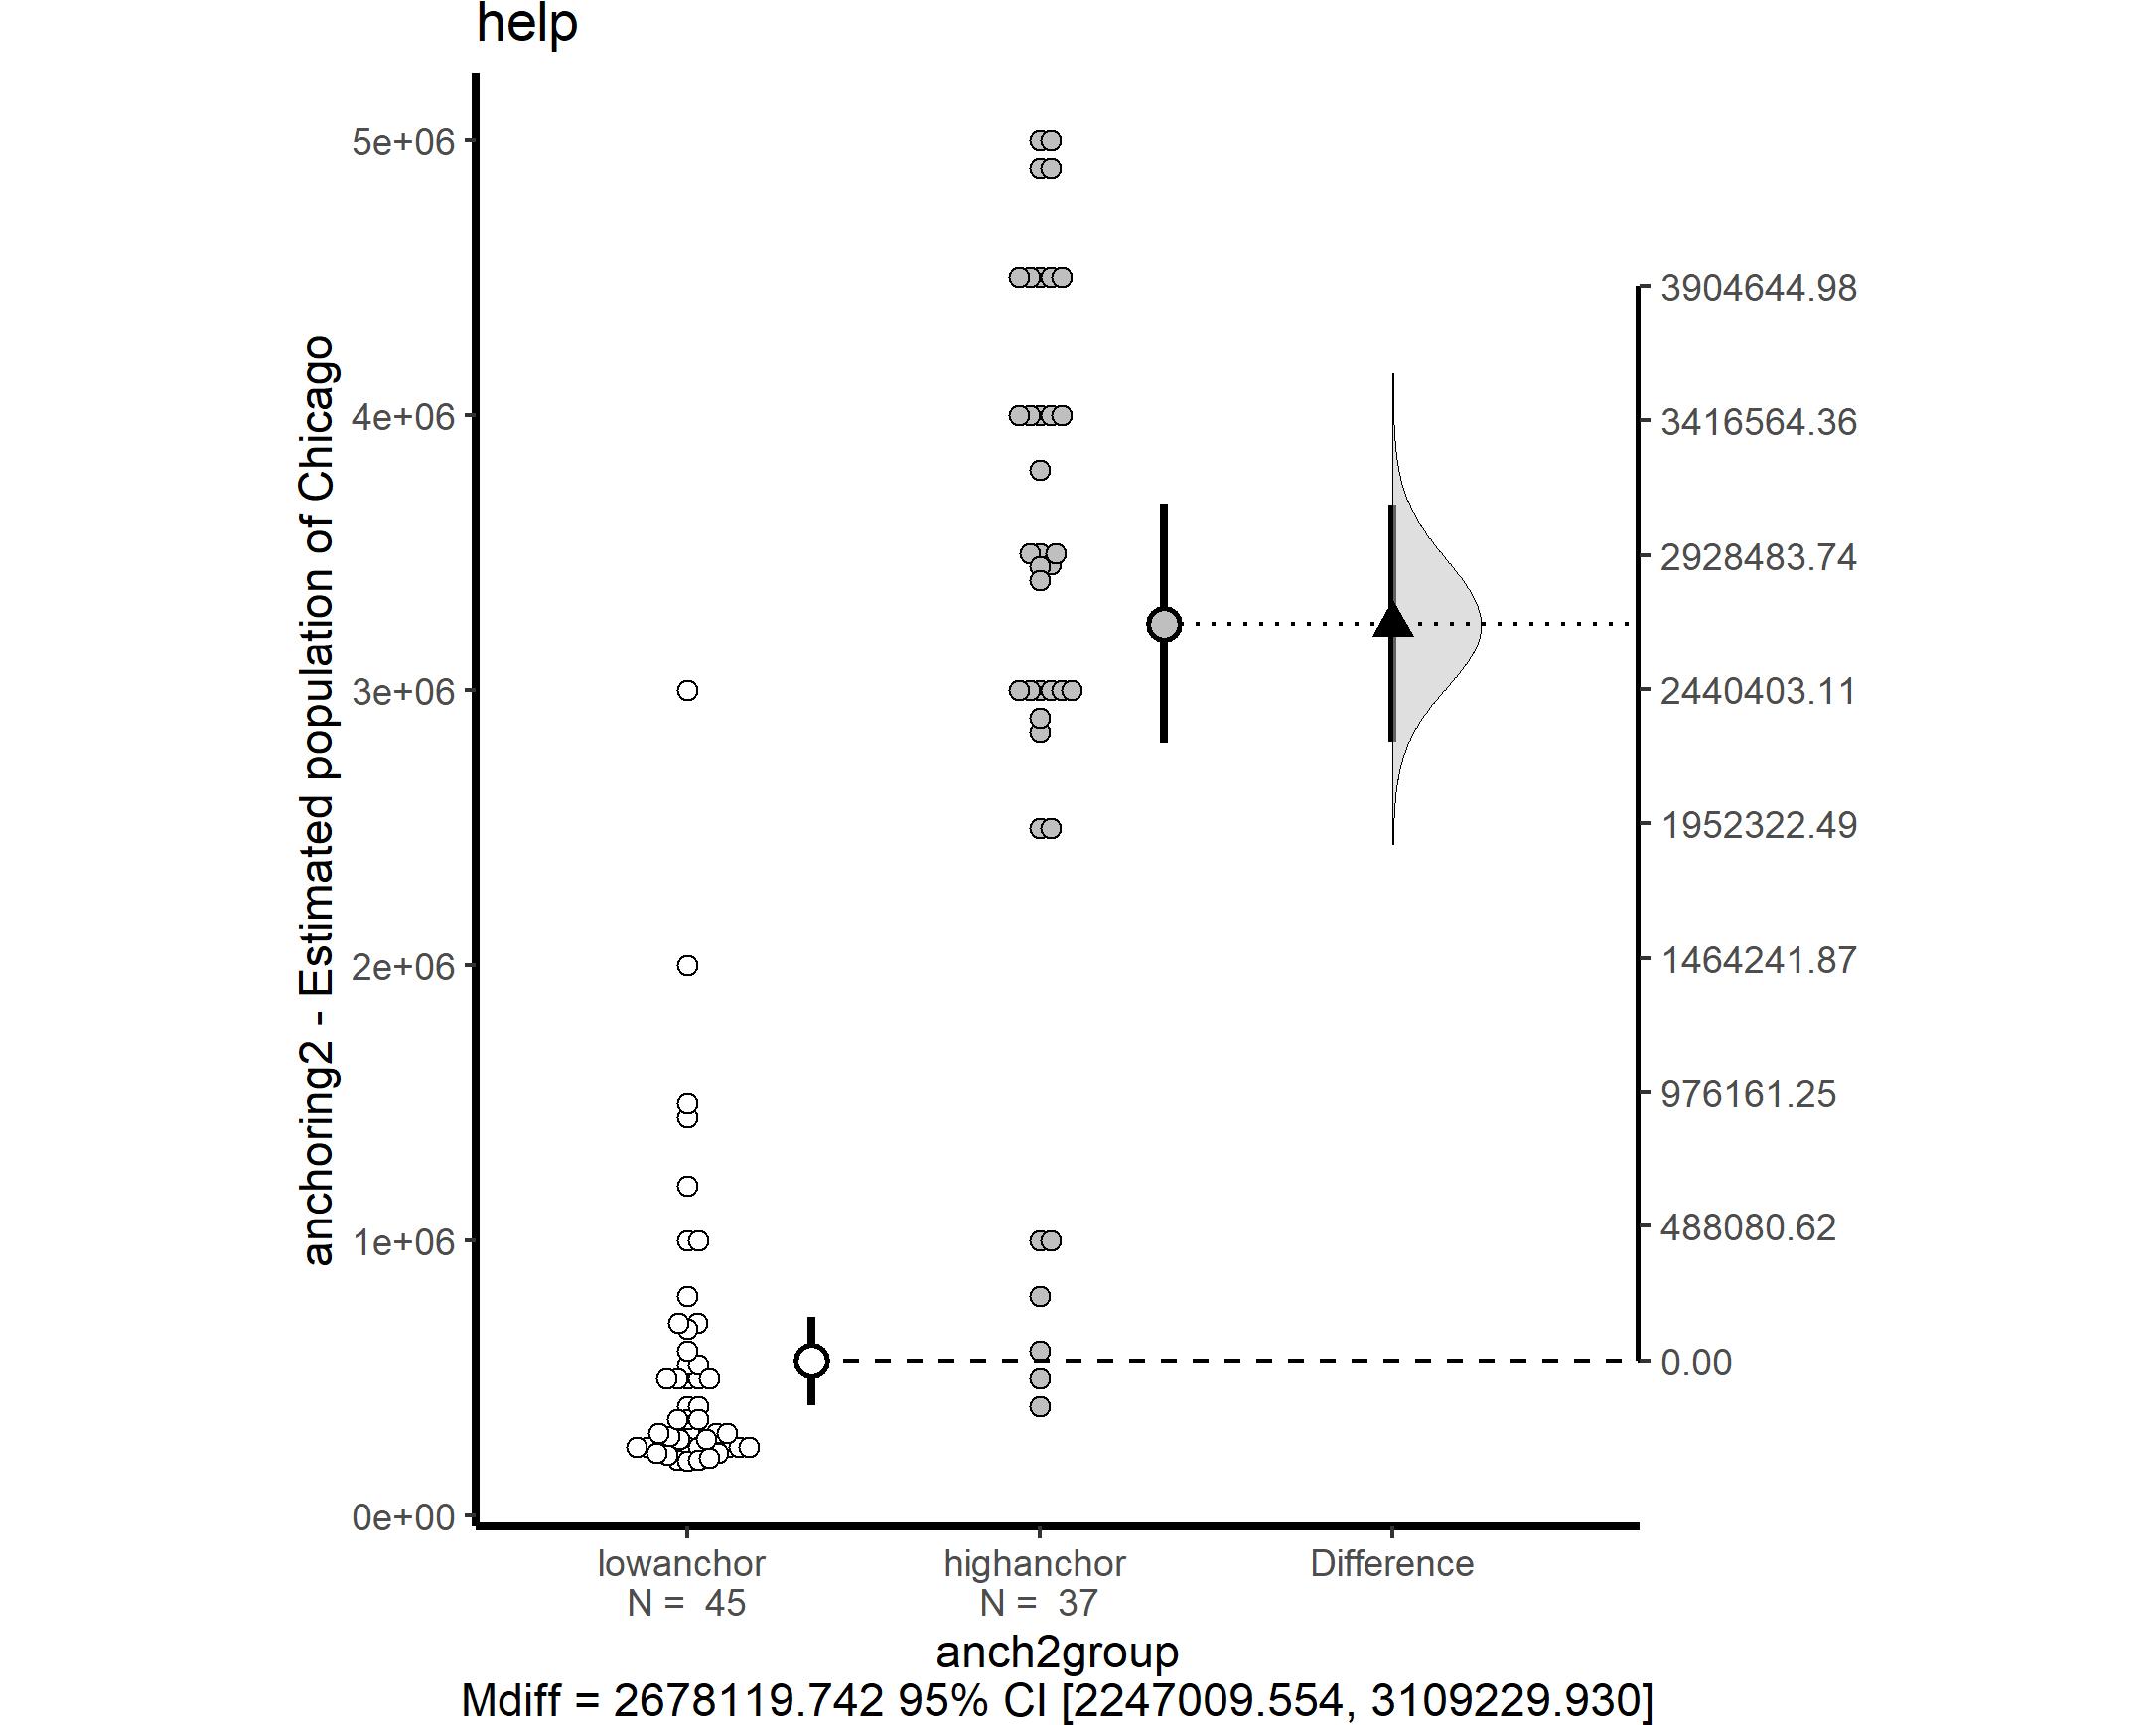 help
anchoring2 - Estimated population of Chicago
5e+06
4e+06
3e+06
2e+06
1e+06
0e+00
3904644.98
3416564.36
2928483.74
2440403.11
1952322.49
1464241.87
976161.25
488080.62
0.00
lowanchor
N =  45
highanchor
N =  37
Difference
anch2group
Mdiff = 2678119.742 95% CI [2247009.554, 3109229.930]